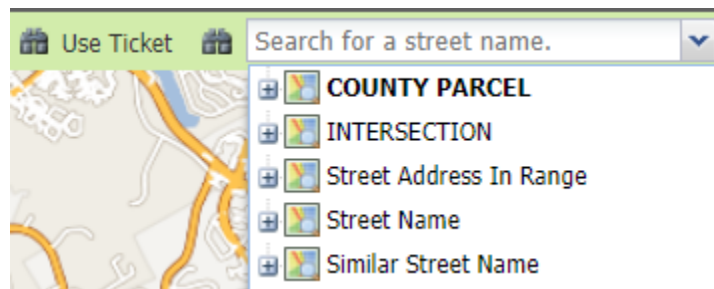 Use Ticket Search for a street name.
COUNTY PARCEL
INTERSECTION
Street Address In Range
Street Name
Similar Street Name